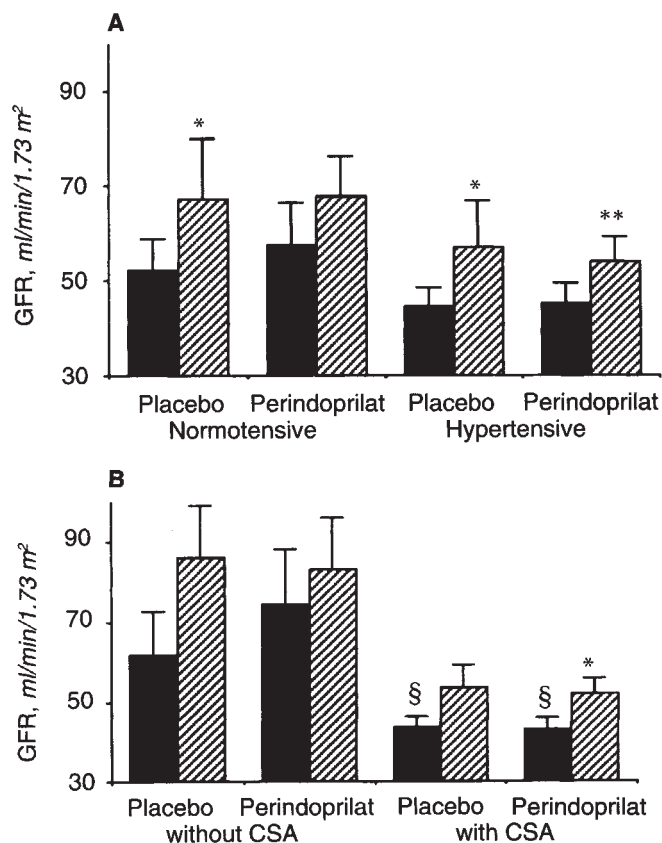 A
GFR, ml/min/1.73 m²
90
70
50
30
*
*
**
Placebo Perindoprilat Placebo Perindoprilat
Normotensive Hypertensive
B
GFR, ml/min/1.73 m²
90
70
50
30
§
§
*
Placebo Perindoprilat Placebo Perindoprilat
without CSA with CSA